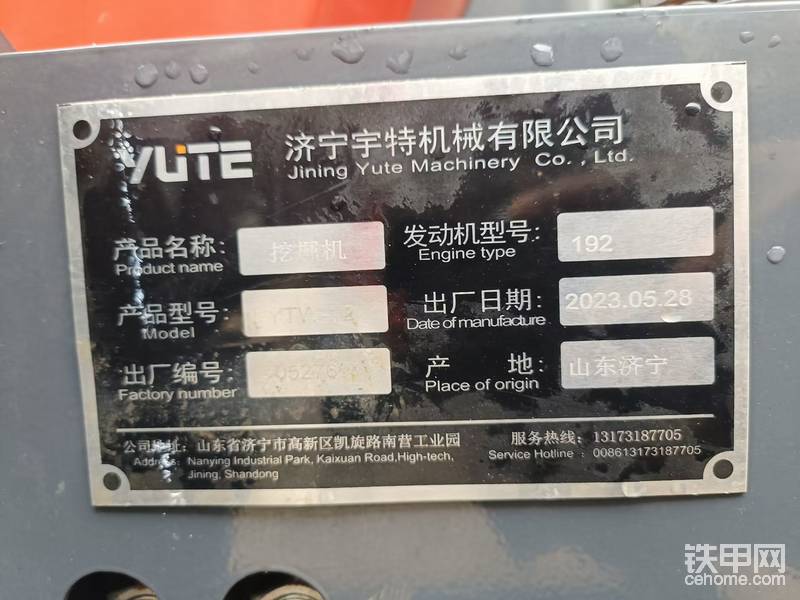 YUTE
济宁宇特机械有限公司
Jining Yute Machinery Co. , Ltd.
产品名称: 挖掘机
Product name
发动机型号: 192
Engine type
产品型号:
Model
出厂日期: 2023.05.28
Date of manufacture
出厂编号:
Factory number
产 地: 山东济宁
Place of origin
公司地址: 山东省济宁市高新区凯旋路南营工业园
Address: Nanying Industrial Park, Kaixuan Road,High-tech,
Jining, Shandong
服务热线: 13173187705
Service Hotline : 008613173187705
铁甲网
cehome.com